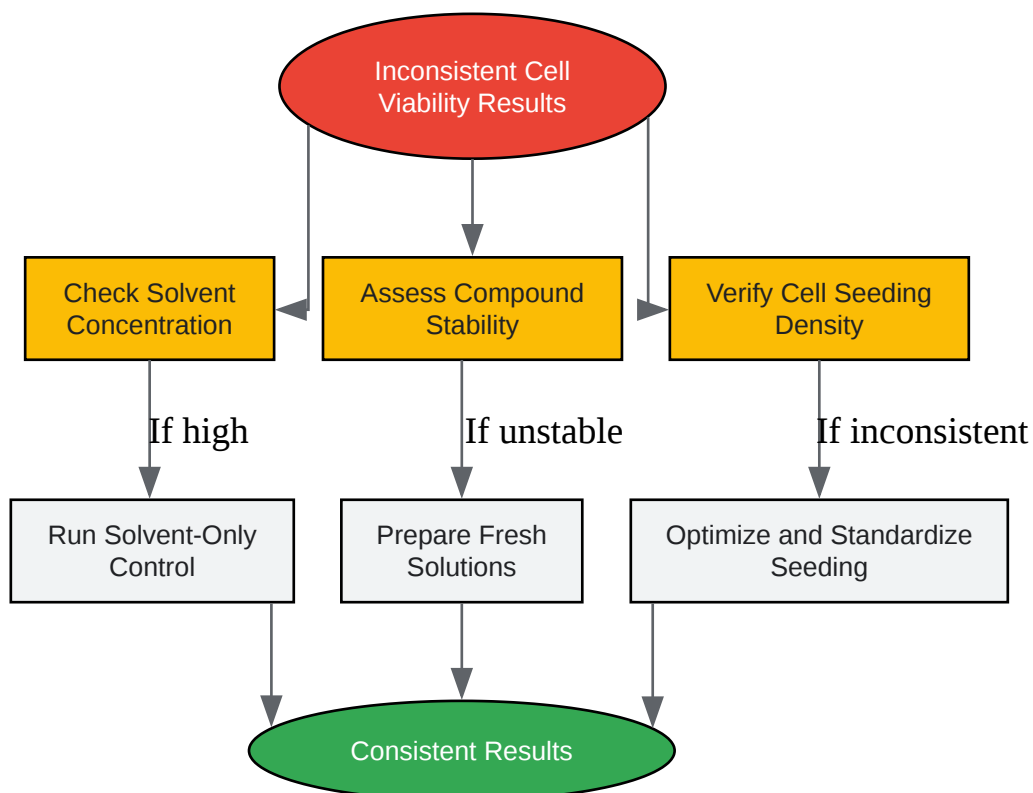 Inconsistent Cell
Viability Results
Check Solvent
Concentration
Assess Compound
Stability
Verify Cell Seeding
Density
If high
If unstable
If inconsistent
Run Solvent-Only
Control
Prepare Fresh
Solutions
Optimize and Standardize
Seeding
Consistent Results